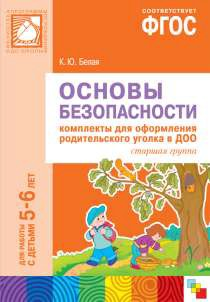 СООТВЕТСТВУЕТ
ФГОС
К. Ю. Белая
ОСНОВЫ
БЕЗОПАСНОСТИ
комплекты для оформления
родительского уголка в ДОО
старшая группа
ДЛЯ РАБОТЫ
С ДЕТЬМИ 5-6 ЛЕТ